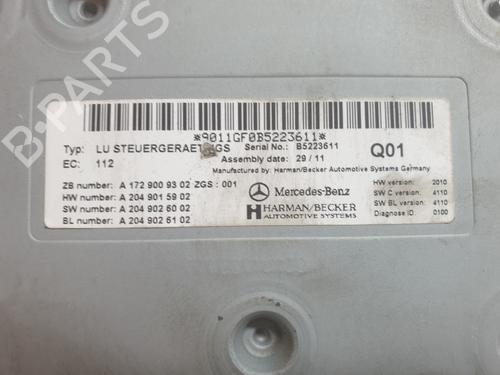 B-PARTS
*9011GF0B5223611*
Typ: LU STEUERGERAET NGS Serial No.: B5223611
EC: 112 Assembly date: 29 / 11 Q01
Manufactured by: Harman/Becker Automotive Systems Germany
ZB number: A 172 900 93 02 ZGS : 001
HW number: A 204 901 59 02
SW number: A 204 902 60 02
BL number: A 204 902 61 02
Mercedes-Benz
HARMAN/BECKER
AUTOMOTIVE SYSTEMS
HW version: 2010
SW C version: 4110
SW BL version: 4110
Diagnose ID: 0100